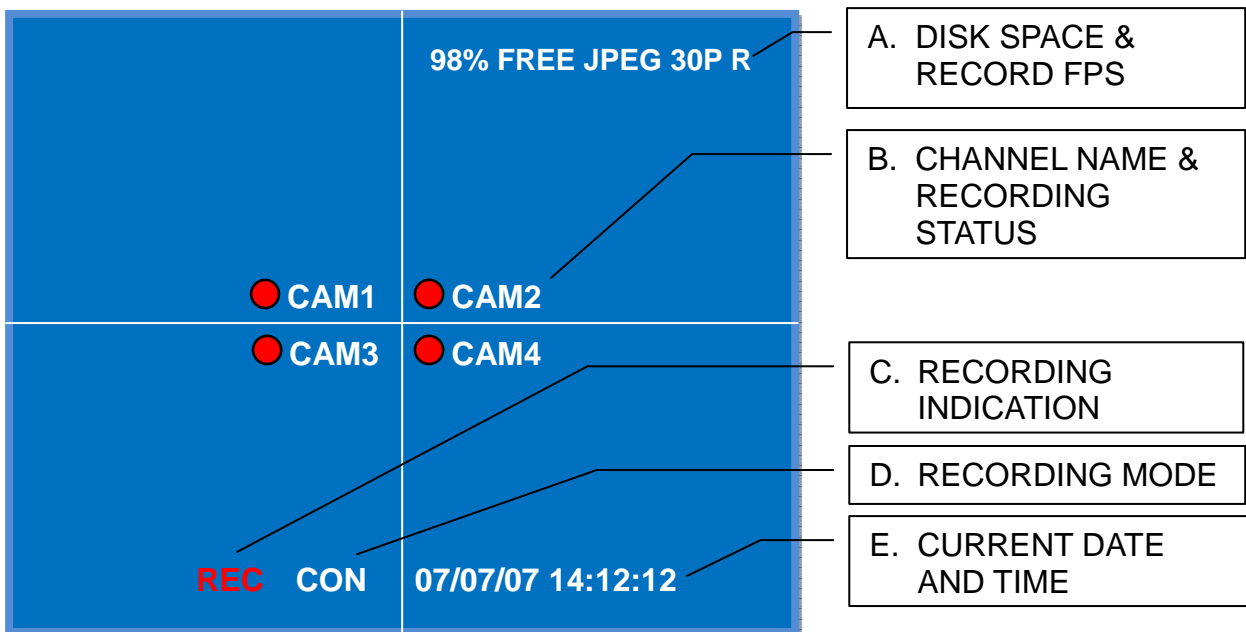 98% FREE JPEG 30P R
CAM1
CAM2
CAM3
CAM4
REC CON 07/07/07 14:12:12
A. DISK SPACE &
RECORD FPS
B. CHANNEL NAME &
RECORDING
STATUS
C. RECORDING
INDICATION
D. RECORDING MODE
E. CURRENT DATE
AND TIME